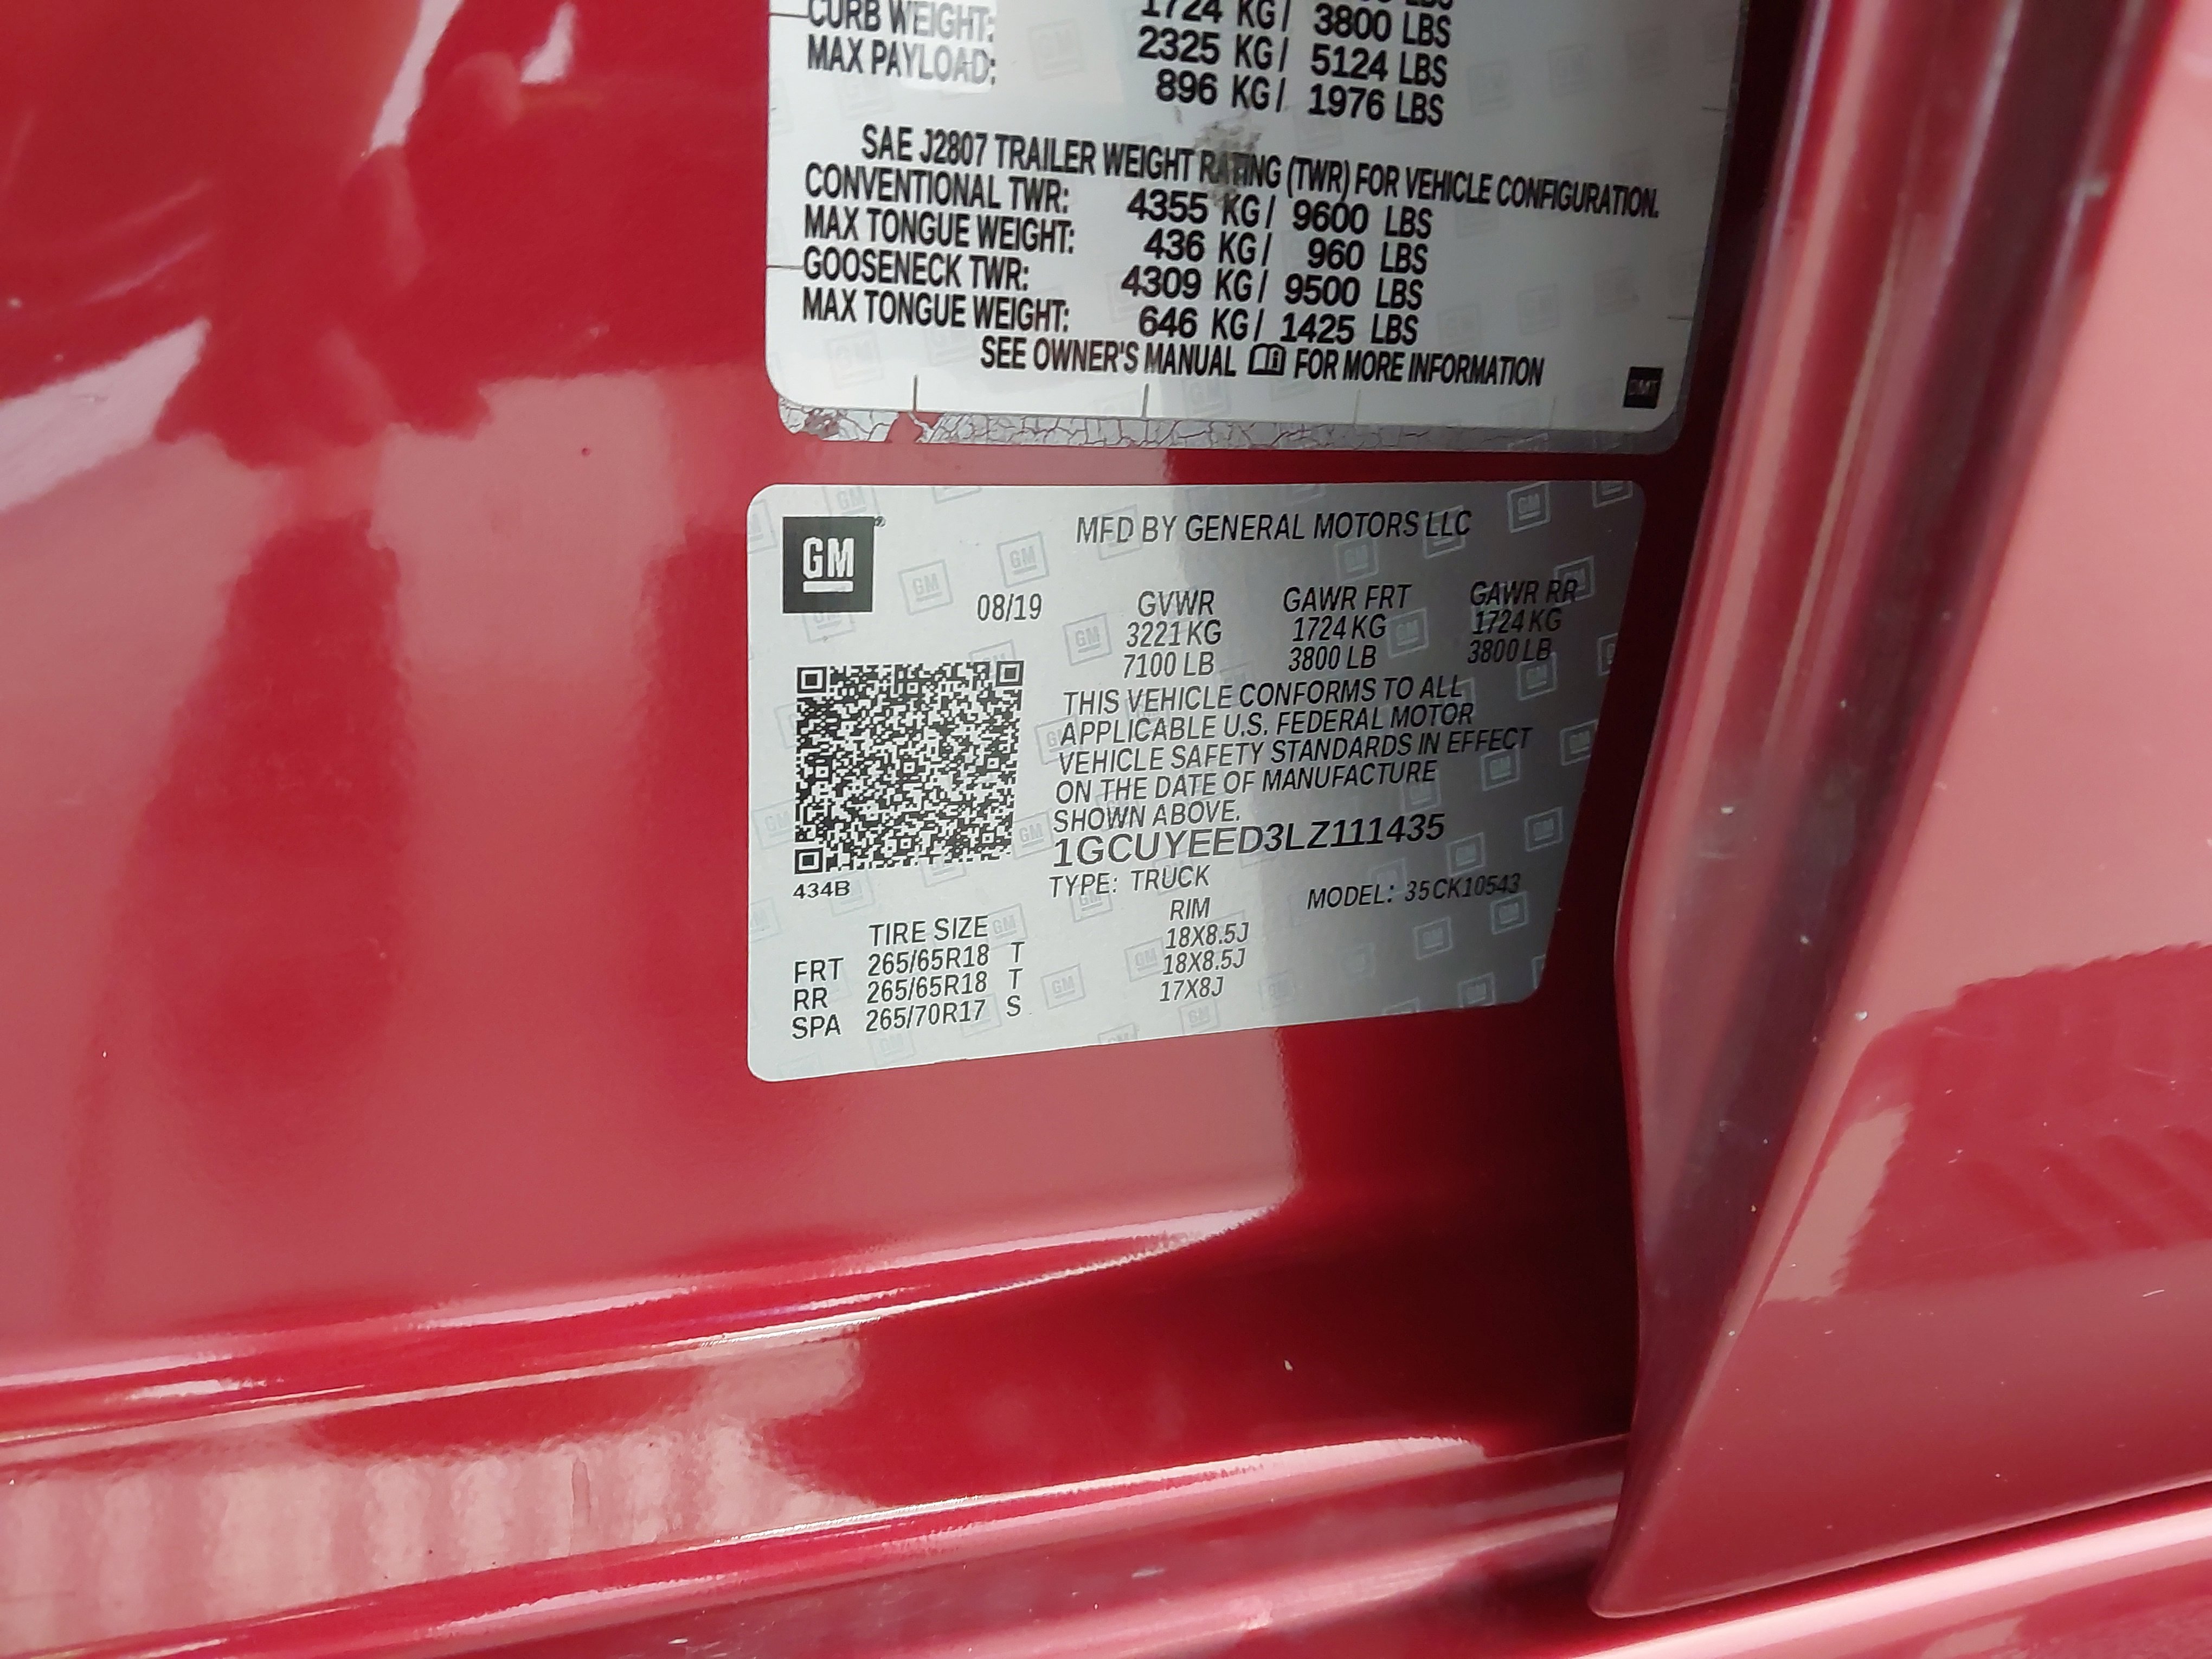 CURB WEIGHT: 1724 KG/ 3800 LBS
MAX PAYLOAD: 2325 KG/ 5124 LBS
896 KG/ 1976 LBS
SAE J2807 TRAILER WEIGHT RATING (TWR) FOR VEHICLE CONFIGURATION.
CONVENTIONAL TWR: 4355 KG/ 9600 LBS
MAX TONGUE WEIGHT: 436 KG/ 960 LBS
GOOSENECK TWR: 4309 KG/ 9500 LBS
MAX TONGUE WEIGHT: 646 KG/ 1425 LBS
SEE OWNER'S MANUAL FOR MORE INFORMATION
GM
MFD BY GENERAL MOTORS LLC
08/19 GVWR GAWR FRT GAWR RR
3221 KG 1724 KG 1724 KG
7100 LB 3800 LB 3800 LB
THIS VEHICLE CONFORMS TO ALL
APPLICABLE U.S. FEDERAL MOTOR
VEHICLE SAFETY STANDARDS IN EFFECT
ON THE DATE OF MANUFACTURE
SHOWN ABOVE.
1GCUYEED3LZ111435
434B
TYPE: TRUCK MODEL: 35CK10543
TIRE SIZE RIM
FRT 265/65R18 T 18X8.5J
RR 265/65R18 T 18X8.5J
SPA 265/70R17 S 17X8J